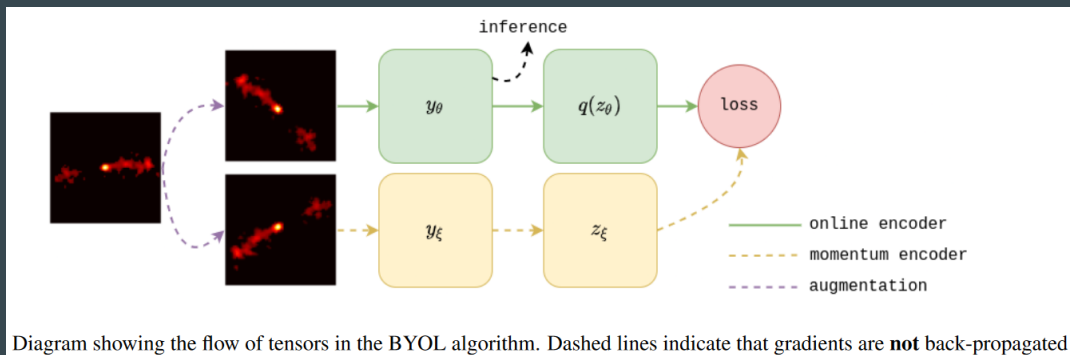 inference
y_θ
q(z_θ)
loss
y_ξ
z_ξ
online encoder
momentum encoder
augmentation
Diagram showing the flow of tensors in the BYOL algorithm. Dashed lines indicate that gradients are not back-propagated